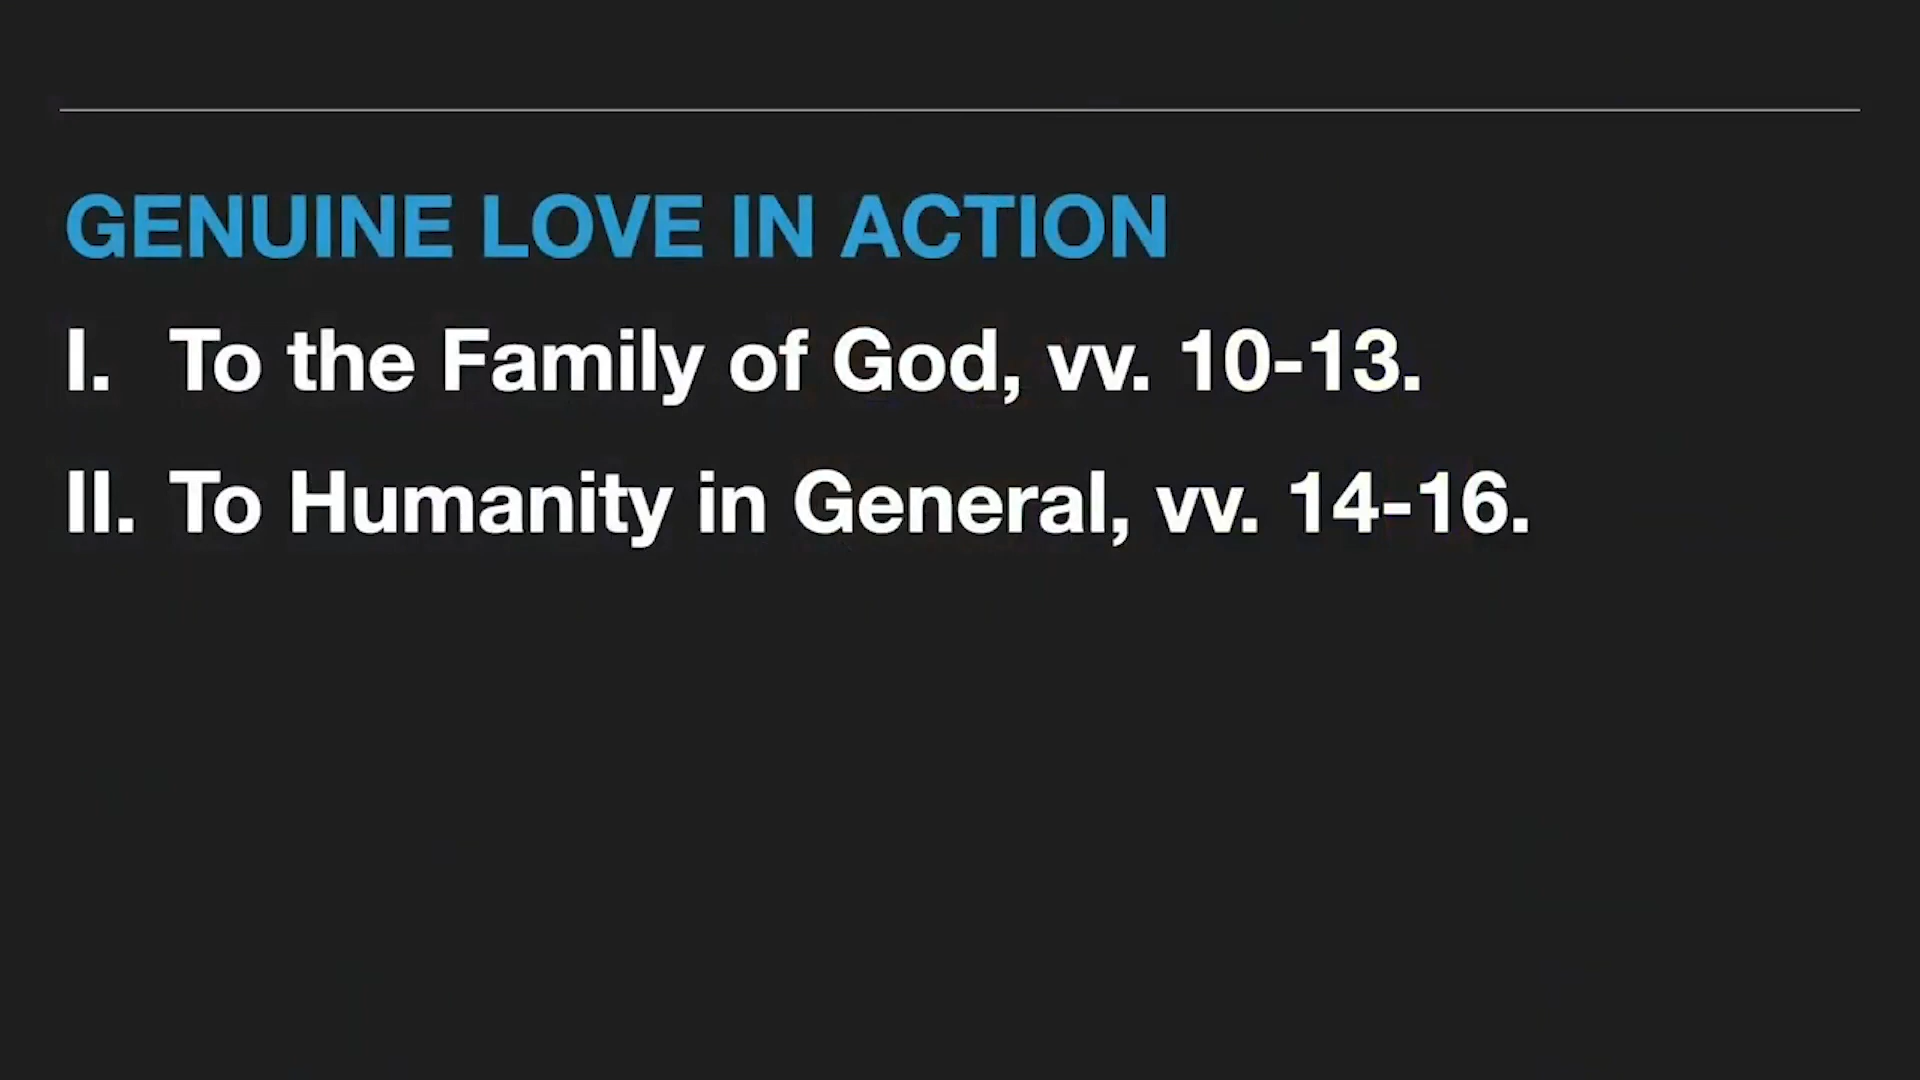 GENUINE LOVE IN ACTION
I. To the Family of God, vv. 10-13.
II. To Humanity in General, vv. 14-16.